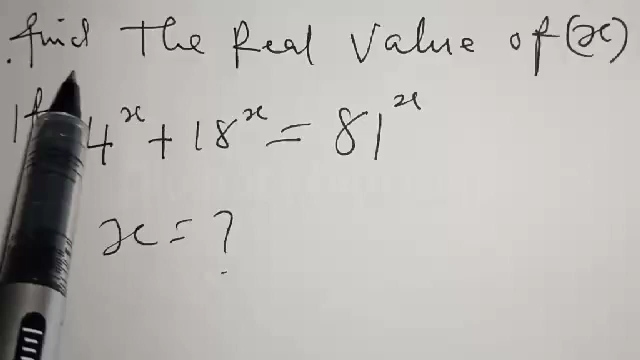 .find The Real Value of (x)
If 4^x + 18^x = 81^x
x = ?